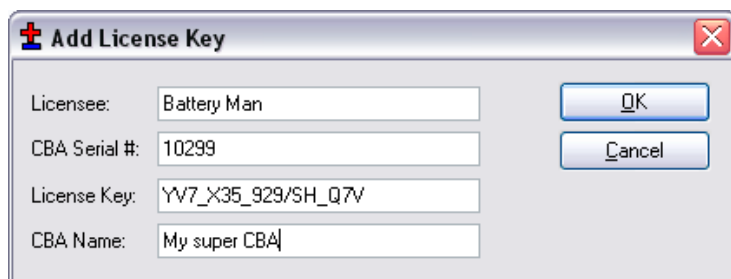 Add License Key
Licensee: Battery Man
OK
CBA Serial #: 10299
Cancel
License Key: YV7_X35_929/SH_Q7V
CBA Name: My super CBA